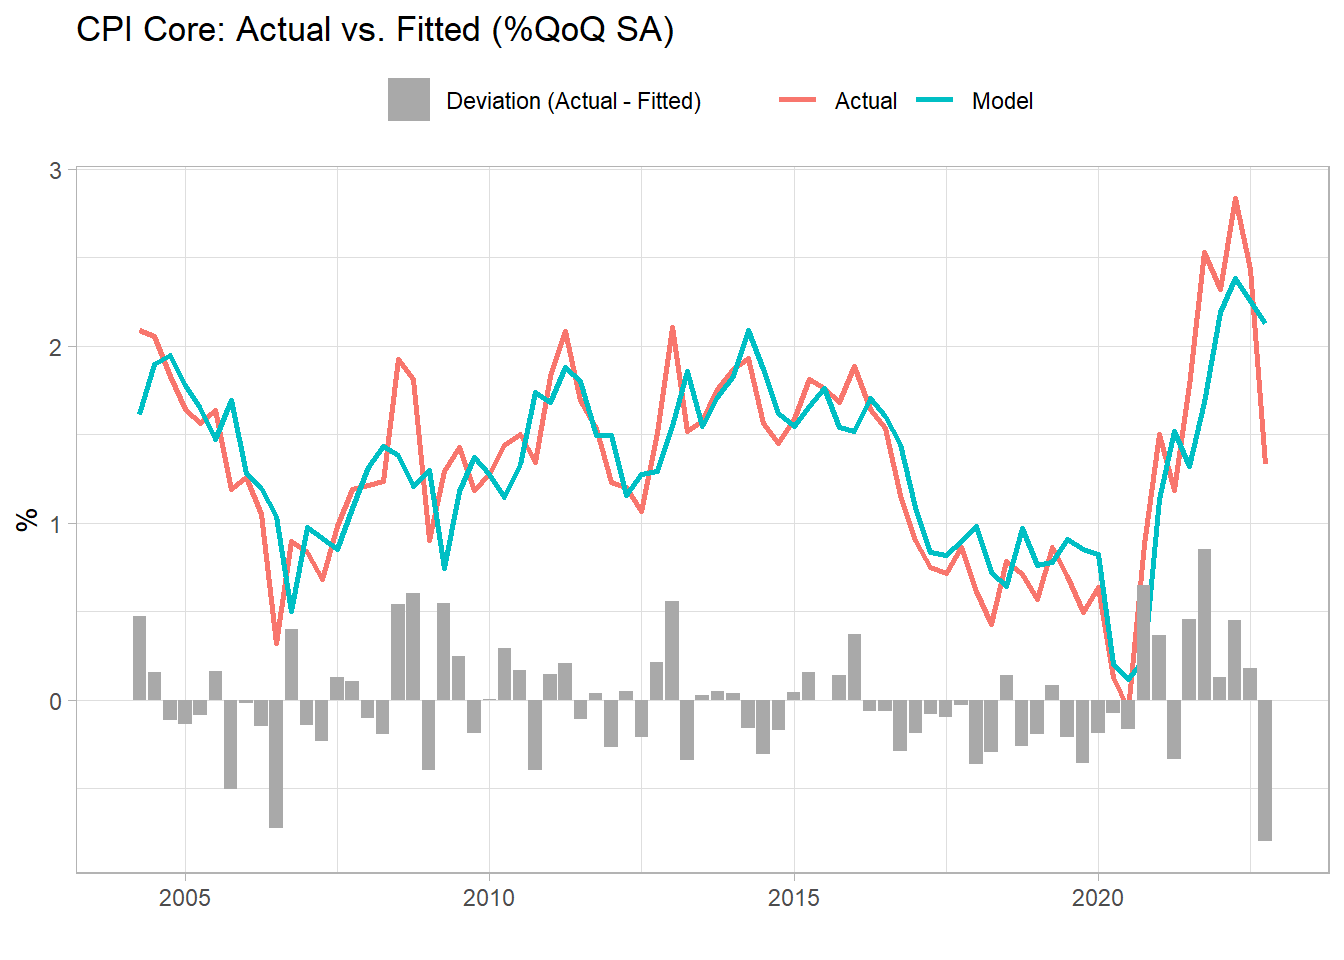 CPI Core: Actual vs. Fitted (%QoQ SA)
Deviation (Actual - Fitted) Actual Model
3
2
1
0
%
2005 2010 2015 2020